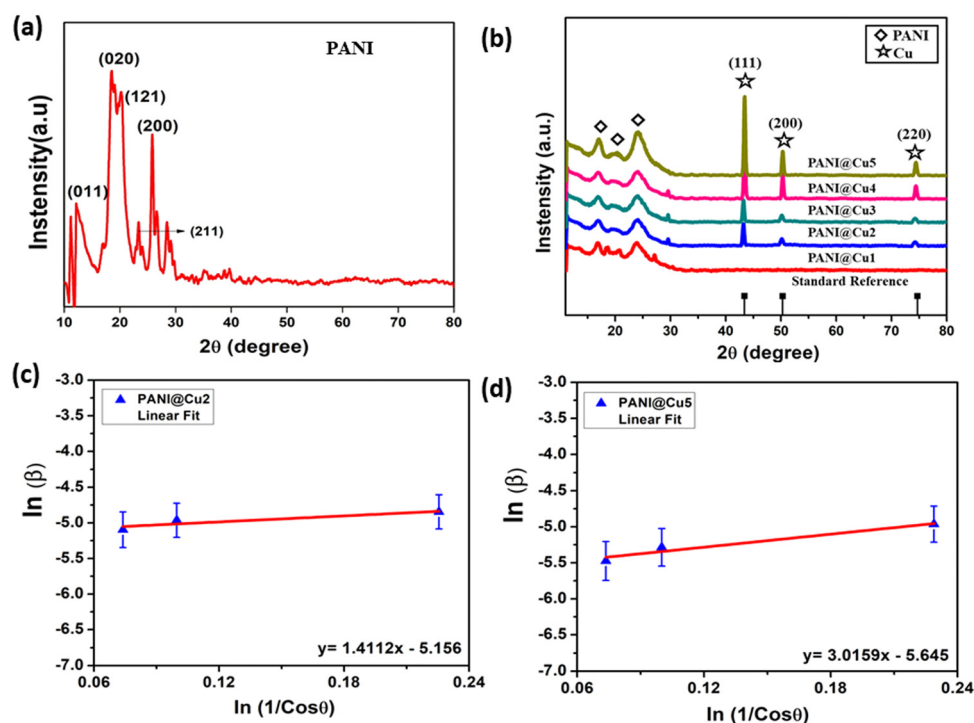 (a)
PANI
(020)
(121)
(200)
(011)
(211)
Instensity(a.u)
10 20 30 40 50 60 70 80
2θ (degree)
(b)
PANI
Cu
(111)
(200)
(220)
PANI@Cu5
PANI@Cu4
PANI@Cu3
PANI@Cu2
PANI@Cu1
Standard Reference
Instensity (a.u.)
20 30 40 50 60 70 80
2θ (degree)
(c)
PANI@Cu2
Linear Fit
ln (β)
-3.0
-3.5
-4.0
-4.5
-5.0
-5.5
-6.0
-6.5
-7.0
y= 1.4112x - 5.156
0.06 0.12 0.18 0.24
ln (1/Cosθ)
(d)
PANI@Cu5
Linear Fit
ln (β)
-3.0
-3.5
-4.0
-4.5
-5.0
-5.5
-6.0
-6.5
-7.0
y= 3.0159x - 5.645
0.06 0.12 0.18 0.24
ln (1/Cosθ)